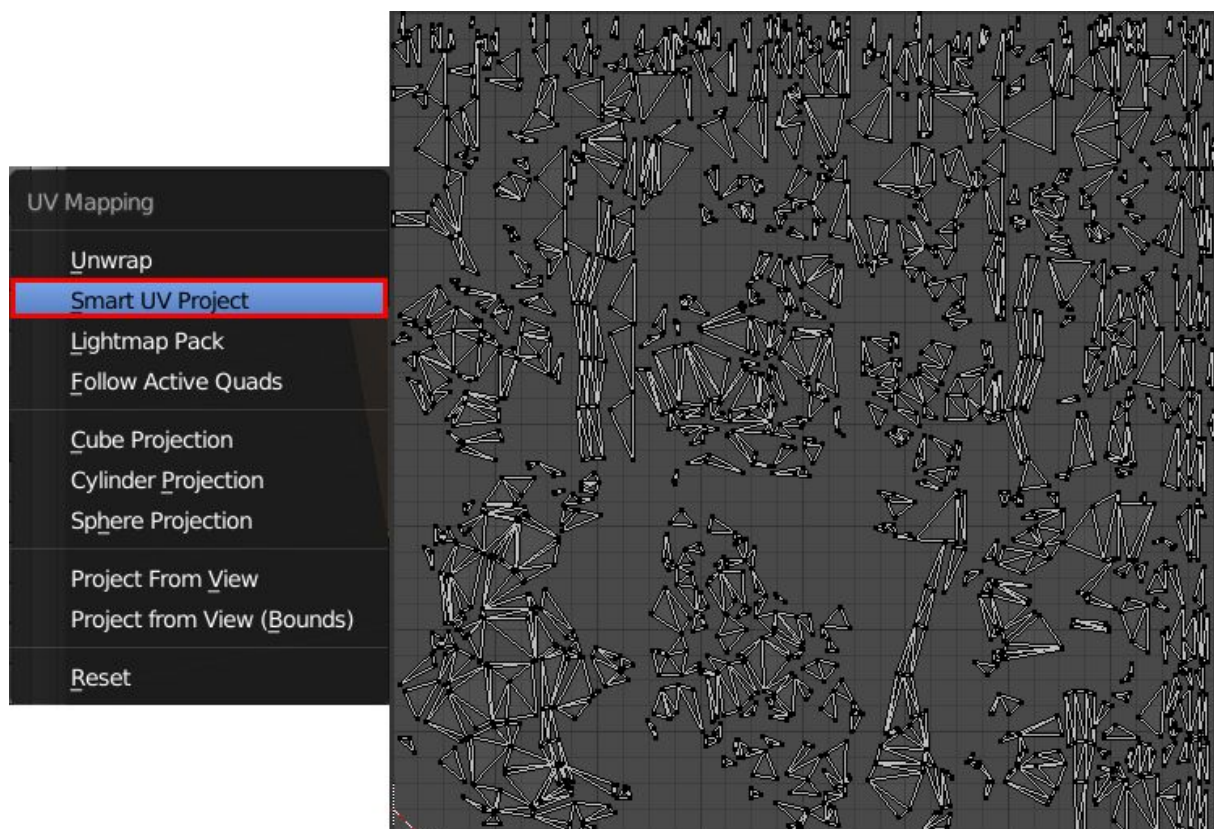 UV Mapping
Unwrap
Smart UV Project
Lightmap Pack
Follow Active Quads
Cube Projection
Cylinder Projection
Sphere Projection
Project From View
Project from View (Bounds)
Reset